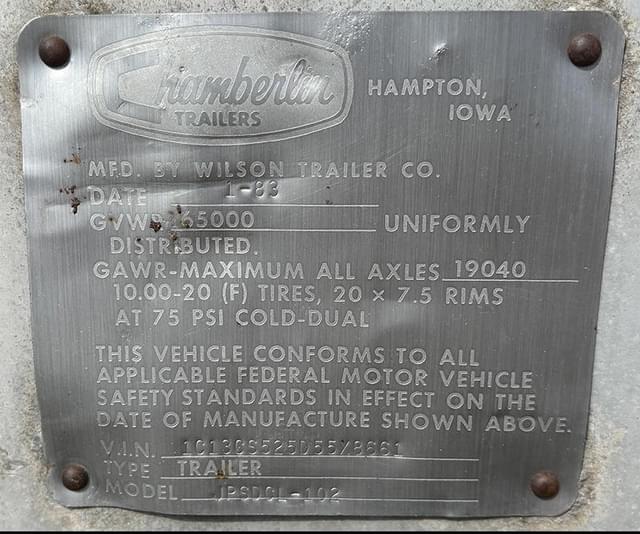 Chamberlin
TRAILERS
HAMPTON,
IOWA
MFD. BY WILSON TRAILER CO.
DATE 1-83
GVWR 65000 UNIFORMLY
DISTRIBUTED.
GAWR-MAXIMUM ALL AXLES 19040
10.00-20 (F) TIRES, 20 × 7.5 RIMS
AT 75 PSI COLD-DUAL
THIS VEHICLE CONFORMS TO ALL
APPLICABLE FEDERAL MOTOR VEHICLE
SAFETY STANDARDS IN EFFECT ON THE
DATE OF MANUFACTURE SHOWN ABOVE.
V.I.N.
TYPE TRAILER
MODEL